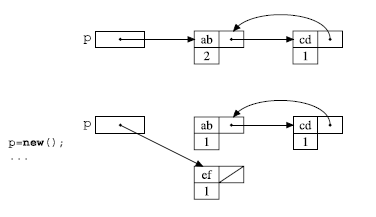 p ab cd
2 1
p ab cd
p=new(); 1 1
...
ef
1